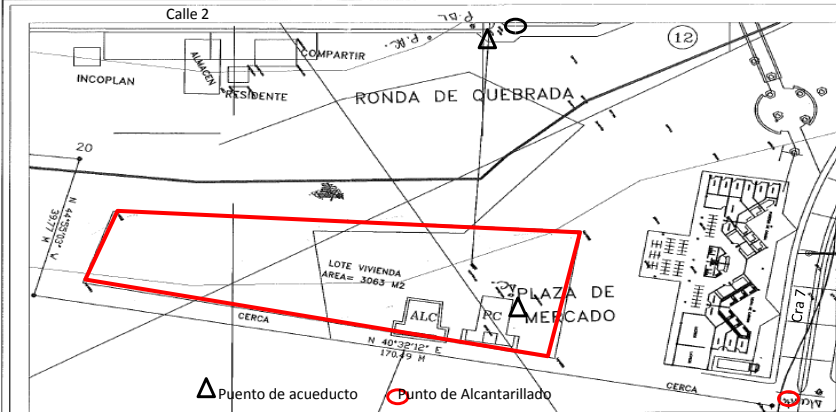 Calle 2
12
COMPARTIR
ALMACEN
INCOPLAN
RESIDENTE
RONDA DE QUEBRADA
20
N 44°55'03" W
39.77 M
LOTE VIVIENDA
AREA= 3063 M2
PLAZA DE
MERCADO
ALC
PC
Cra 7
CERCA
N 40°32'12" E
170.49 M
CERCA
Puento de acueducto
Punto de Alcantarillado